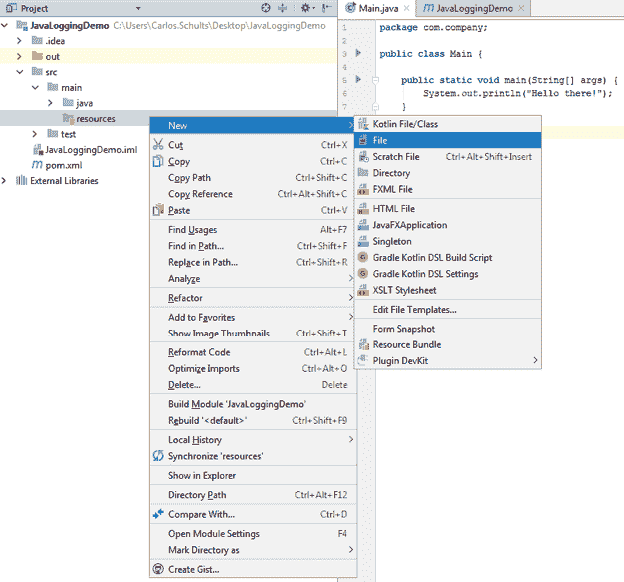 Project
JavaLoggingDemo C:\Users\Carlos.Schults\Desktop\JavaLoggingDemo
.idea
out
src
main
java
resources
test
JavaLoggingDemo.iml
pom.xml
External Libraries
Main.java
JavaLoggingDemo
1
2
3
4
5
6
7
package com.company;
public class Main {
public static void main(String[] args) {
System.out.println("Hello there!");
}
New
Cut Ctrl+X
Copy Ctrl+C
Copy Path Ctrl+Shift+C
Copy Reference Ctrl+Alt+Shift+C
Paste Ctrl+V
Find Usages Alt+F7
Find in Path... Ctrl+Shift+F
Replace in Path... Ctrl+Shift+R
Analyze
Refactor
Add to Favorites
Show Image Thumbnails Ctrl+Shift+T
Reformat Code Ctrl+Alt+L
Optimize Imports Ctrl+Alt+O
Delete... Delete
Build Module 'JavaLoggingDemo'
Rebuild '<default>' Ctrl+Shift+F9
Local History
Synchronize 'resources'
Show in Explorer
Directory Path Ctrl+Alt+F12
Compare With... Ctrl+D
Open Module Settings F4
Mark Directory as
Create Gist...
Kotlin File/Class
File
Scratch File Ctrl+Alt+Shift+Insert
Directory
FXML File
HTML File
JavaFXApplication
Singleton
Gradle Kotlin DSL Build Script
Gradle Kotlin DSL Settings
XSLT Stylesheet
Edit File Templates...
Form Snapshot
Resource Bundle
Plugin DevKit